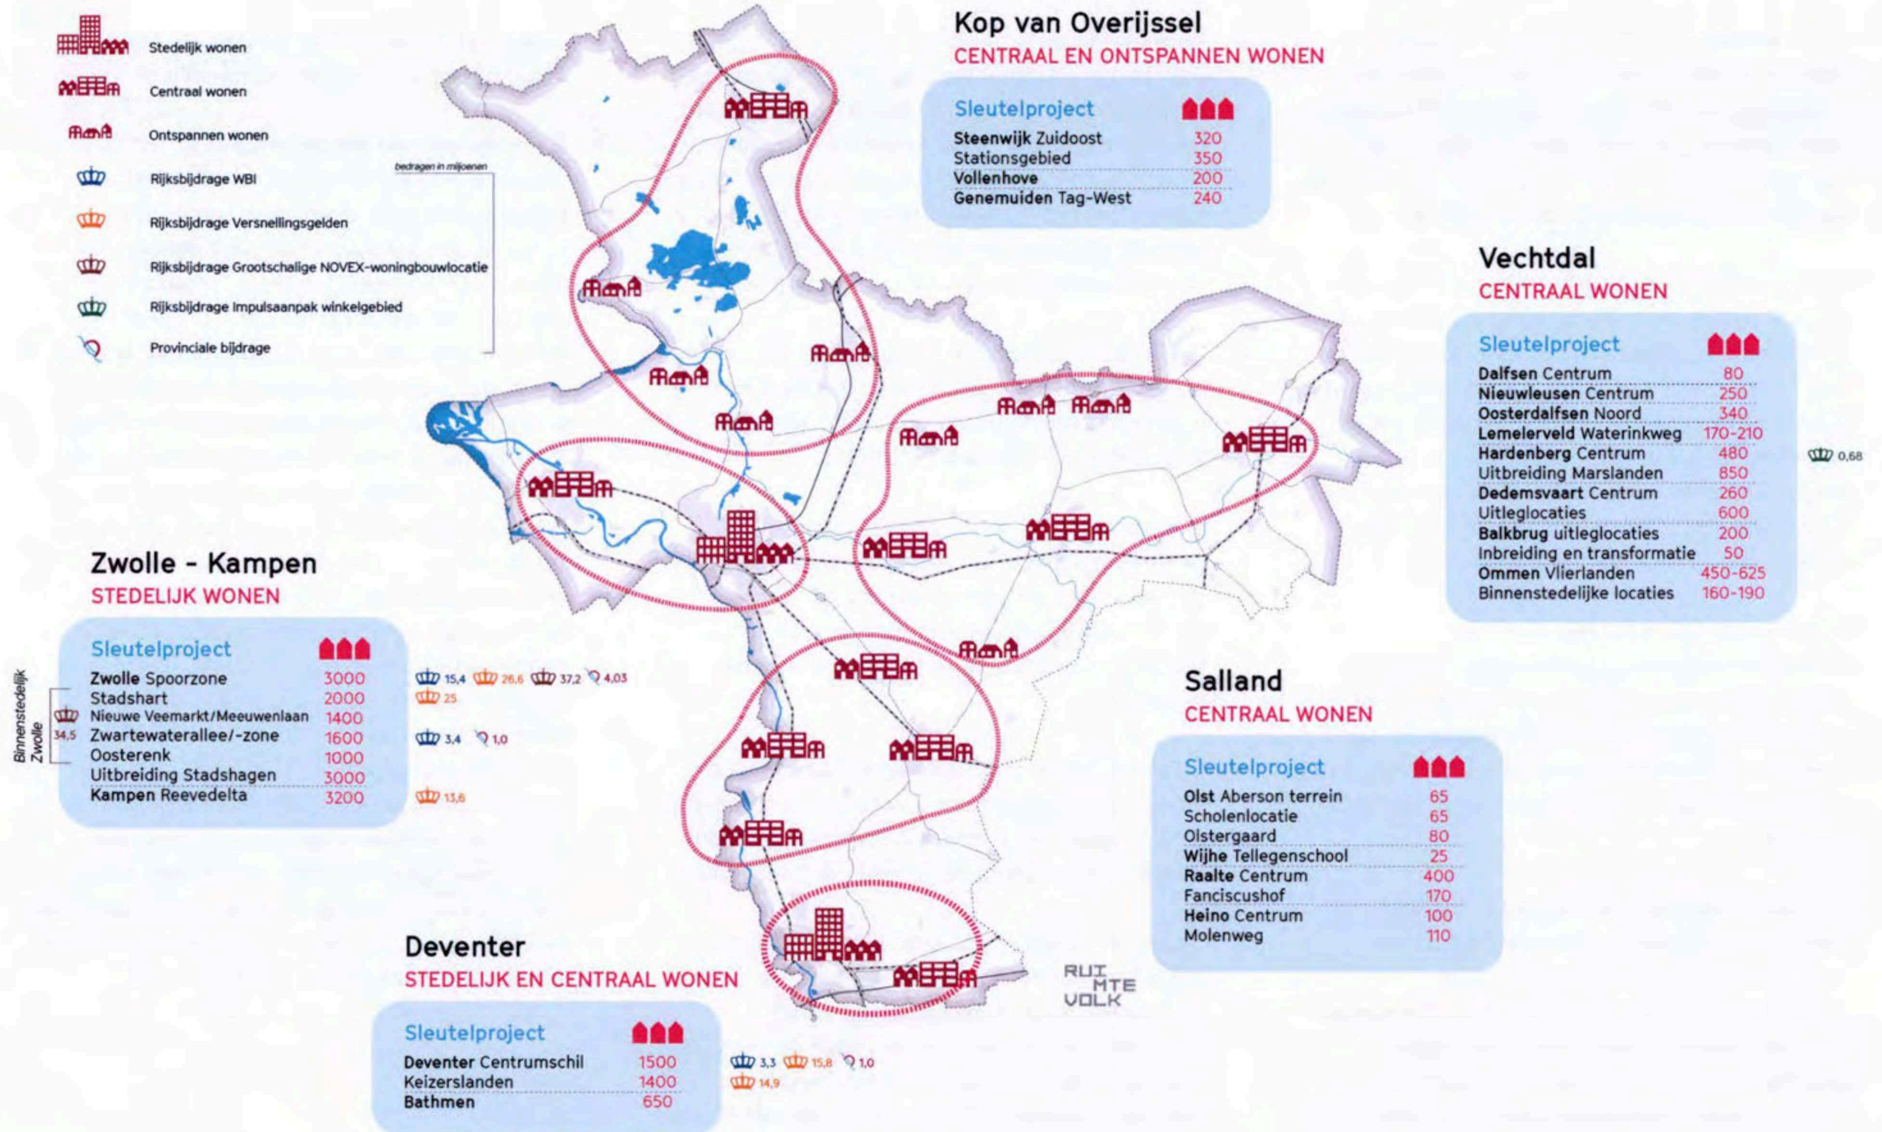 Stedelijk wonen
Centraal wonen
Ontspannen wonen
Rijksbijdrage WBI
Rijksbijdrage Versnellingsgelden
Rijksbijdrage Grootschalige NOVEX-woningbouwlocatie
Rijksbijdrage Impulsaanpak winkelgebied
Provinciale bijdrage
bedragen in miljoenen
Kop van Overijssel
CENTRAAL EN ONTSPANNEN WONEN
Sleutelproject
Steenwijk Zuidoost 320
Stationsgebied 350
Vollenhove 200
Genemuiden Tag-West 240
Vechtdal
CENTRAAL WONEN
Sleutelproject
Dalfsen Centrum 80
Nieuwleusen Centrum 250
Oosterdalfsen Noord 340
Lemelerveld Waterinkweg 170-210
Hardenberg Centrum 480 0,68
Uitbreiding Marslanden 850
Dedemsvaart Centrum 260
Uitleglocaties 600
Balkbrug uitleglocaties 200
Inbreiding en transformatie 50
Ommen Vlierlanden 450-625
Binnenstedelijke locaties 160-190
Zwolle - Kampen
STEDELIJK WONEN
Sleutelproject
Zwolle Spoorzone 3000 15,4 26,6 37,2 4,03
Stadshart 2000 25
Nieuwe Veemarkt/Meeuwenlaan 1400
Zwartewaterallee/-zone 1600 3,4 1,0
Oosterenk 1000
Uitbreiding Stadshagen 3000
Kampen Reevedelta 3200 13,6
Binnenstedelijk
Zwolle
34,5
Salland
CENTRAAL WONEN
Sleutelproject
Olst Aberson terrein 65
Scholenlocatie 65
Olstergaard 80
Wijhe Tellegenschool 25
Raalte Centrum 400
Fanciscushof 170
Heino Centrum 100
Molenweg 110
Deventer
STEDELIJK EN CENTRAAL WONEN
Sleutelproject
Deventer Centrumschil 1500 3,3 15,8 1,0
Keizerslanden 1400 14,9
Bathmen 650
RUI
MTE
VOLK